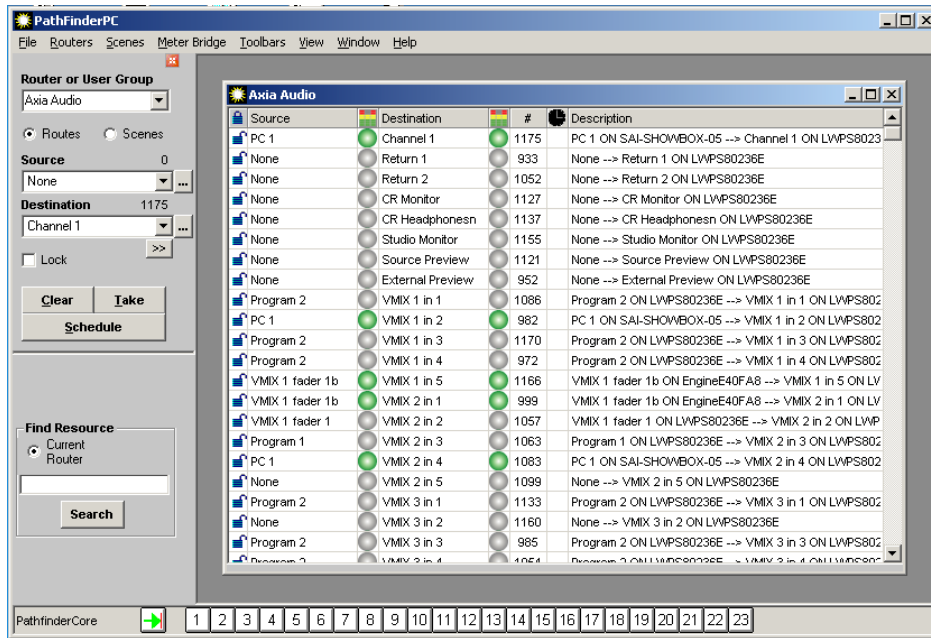 PathFinderPC
File Routers Scenes Meter Bridge Toolbars View Window Help
Router or User Group
Axia Audio
Routes Scenes
Source 0
None ...
Destination 1175
Channel 1 ...
>>
Lock
Clear Take
Schedule
Find Resource
Current
Router
Search
Axia Audio
Source Destination # Description
PC 1 Channel 1 1175 PC 1 ON SAI-SHOWBOX-05 --> Channel 1 ON LWPS8023
None Return 1 933 None --> Return 1 ON LWPS80236E
None Return 2 1052 None --> Return 2 ON LWPS80236E
None CR Monitor 1127 None --> CR Monitor ON LWPS80236E
None CR Headphonesn 1137 None --> CR Headphonesn ON LWPS80236E
None Studio Monitor 1155 None --> Studio Monitor ON LWPS80236E
None Source Preview 1121 None --> Source Preview ON LWPS80236E
None External Preview 952 None --> External Preview ON LWPS80236E
Program 2 VMIX 1 in 1 1086 Program 2 ON LWPS80236E --> VMIX 1 in 1 ON LWPS802
PC 1 VMIX 1 in 2 982 PC 1 ON SAI-SHOWBOX-05 --> VMIX 1 in 2 ON LWPS802
Program 2 VMIX 1 in 3 1170 Program 2 ON LWPS80236E --> VMIX 1 in 3 ON LWPS802
Program 2 VMIX 1 in 4 972 Program 2 ON LWPS80236E --> VMIX 1 in 4 ON LWPS802
VMIX 1 fader 1b VMIX 1 in 5 1166 VMIX 1 fader 1b ON EngineE40FA8 --> VMIX 1 in 5 ON LV
VMIX 1 fader 1b VMIX 2 in 1 999 VMIX 1 fader 1b ON EngineE40FA8 --> VMIX 2 in 1 ON LV
VMIX 1 fader 1 VMIX 2 in 2 1057 VMIX 1 fader 1 ON LWPS80236E --> VMIX 2 in 2 ON LWP
Program 1 VMIX 2 in 3 1063 Program 1 ON LWPS80236E --> VMIX 2 in 3 ON LWPS802
PC 1 VMIX 2 in 4 1083 PC 1 ON SAI-SHOWBOX-05 --> VMIX 2 in 4 ON LWPS802
None VMIX 2 in 5 1099 None --> VMIX 2 in 5 ON LWPS80236E
Program 2 VMIX 3 in 1 1133 Program 2 ON LWPS80236E --> VMIX 3 in 1 ON LWPS802
None VMIX 3 in 2 1160 None --> VMIX 3 in 2 ON LWPS80236E
Program 2 VMIX 3 in 3 985 Program 2 ON LWPS80236E --> VMIX 3 in 3 ON LWPS802
Program 2 VMIX 3 in 4 1054 Program 2 ON LWPS80236E --> VMIX 3 in 4 ON LWPS802
PathfinderCore 1 2 3 4 5 6 7 8 9 10 11 12 13 14 15 16 17 18 19 20 21 22 23